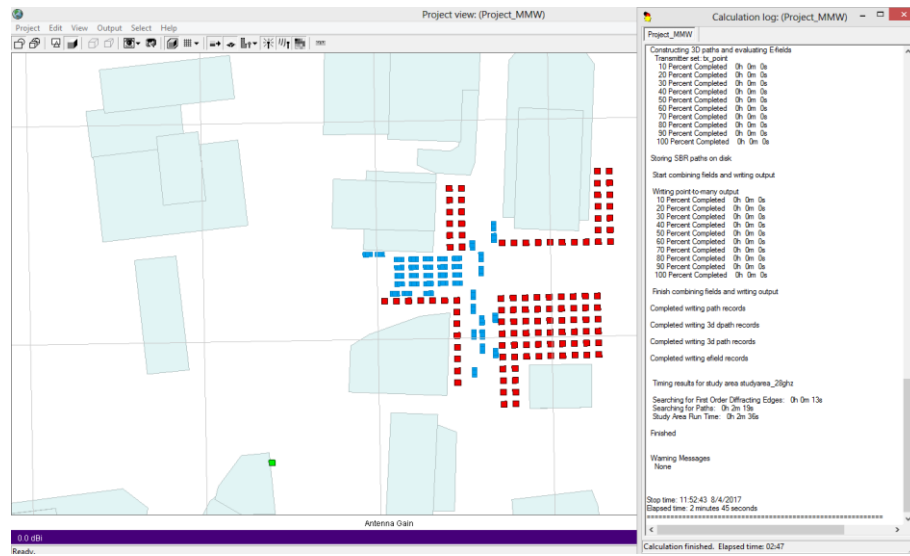 Project view: (Project_MMW)
Project Edit View Output Select Help
Antenna Gain
0.0 dBi
Ready.
Calculation log: (Project_MMW)
Project_MMW
Constructing 3D paths and evaluating E-fields
Transmitter set: tx_point
10 Percent Completed 0h 0m 0s
20 Percent Completed 0h 0m 0s
30 Percent Completed 0h 0m 0s
40 Percent Completed 0h 0m 0s
50 Percent Completed 0h 0m 0s
60 Percent Completed 0h 0m 0s
70 Percent Completed 0h 0m 0s
80 Percent Completed 0h 0m 0s
90 Percent Completed 0h 0m 0s
100 Percent Completed 0h 0m 0s
Storing SBR paths on disk
Start combining fields and writing output
Writing point-to-many output
10 Percent Completed 0h 0m 0s
20 Percent Completed 0h 0m 0s
30 Percent Completed 0h 0m 0s
40 Percent Completed 0h 0m 0s
50 Percent Completed 0h 0m 0s
60 Percent Completed 0h 0m 0s
70 Percent Completed 0h 0m 0s
80 Percent Completed 0h 0m 0s
90 Percent Completed 0h 0m 0s
100 Percent Completed 0h 0m 0s
Finish combining fields and writing output
Completed writing path records
Completed writing 3d dpath records
Completed writing 3d path records
Completed writing efield records
Timing results for study area studyarea_28ghz
Searching for First Order Diffracting Edges: 0h 0m 13s
Searching for Paths: 0h 2m 19s
Study Area Run Time: 0h 2m 36s
Finished
Warning Messages
None
Stop time: 11:52:43 8/4/2017
Elapsed time: 2 minutes 45 seconds
Calculation finished. Elapsed time: 02:47